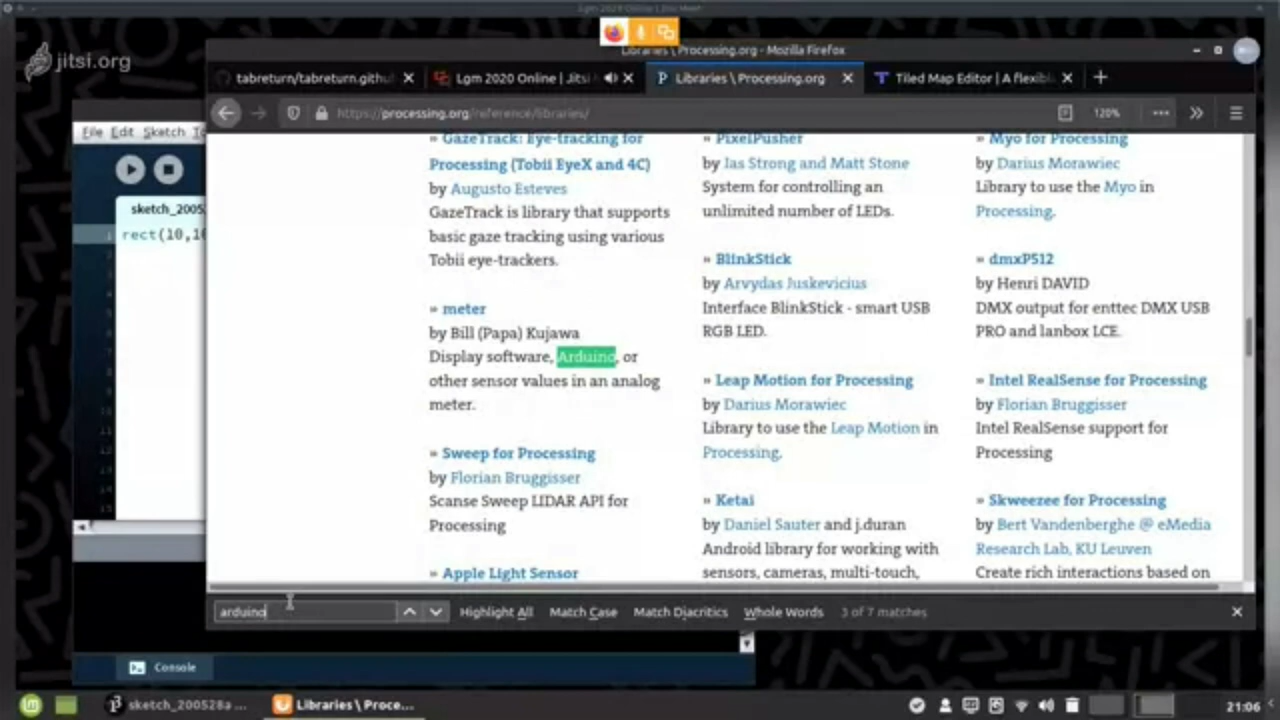 Lgm 2020 Online | Jitsi Meet
jitsi.org
Libraries \ Processing.org - Mozilla Firefox
tabreturn/tabreturn.githu
Lgm 2020 Online | Jitsi
Libraries \ Processing.org
Tiled Map Editor | A flexibl
https://processing.org/reference/libraries/
120%
File Edit Sketch To
sketch_2005
1
rect(10,10
» GazeTrack: Eye-tracking for
Processing (Tobii EyeX and 4C)
by Augusto Esteves
GazeTrack is library that supports
basic gaze tracking using various
Tobii eye-trackers.
» meter
by Bill (Papa) Kujawa
Display software, Arduino, or
other sensor values in an analog
meter.
» Sweep for Processing
by Florian Bruggisser
Scanse Sweep LIDAR API for
Processing
» Apple Light Sensor
» PixelPusher
by Jas Strong and Matt Stone
System for controlling an
unlimited number of LEDs.
» BlinkStick
by Arvydas Juskevicius
Interface BlinkStick - smart USB
RGB LED.
» Leap Motion for Processing
by Darius Morawiec
Library to use the Leap Motion in
Processing.
» Ketai
by Daniel Sauter and j.duran
Android library for working with
sensors, cameras, multi-touch,
» Myo for Processing
by Darius Morawiec
Library to use the Myo in
Processing.
» dmxP512
by Henri DAVID
DMX output for enttec DMX USB
PRO and lanbox LCE.
» Intel RealSense for Processing
by Florian Bruggisser
Intel RealSense support for
Processing
» Skweezee for Processing
by Bert Vandenberghe @ eMedia
Research Lab, KU Leuven
Create rich interactions based on
arduino
Highlight All
Match Case
Match Diacritics
Whole Words
3 of 7 matches
Console
sketch_200528a ...
Libraries \ Proce...
21:06